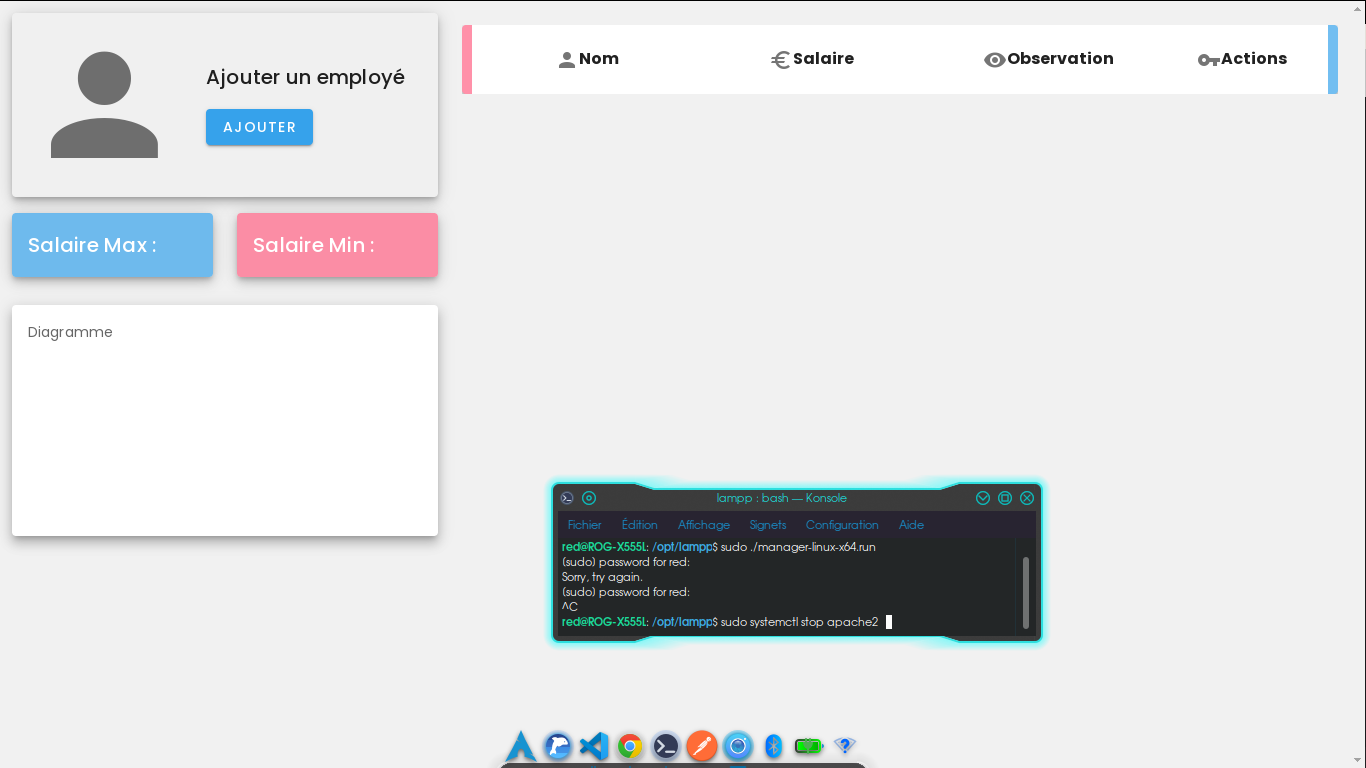 Ajouter un employé
AJOUTER
Salaire Max :
Salaire Min :
Diagramme
Nom
Salaire
Observation
Actions
lampp : bash — Konsole
Fichier Édition Affichage Signets Configuration Aide
red@ROG-X555L: /opt/lampp$ sudo ./manager-linux-x64.run
(sudo) password for red:
Sorry, try again.
(sudo) password for red:
^C
red@ROG-X555L: /opt/lampp$ sudo systemctl stop apache2